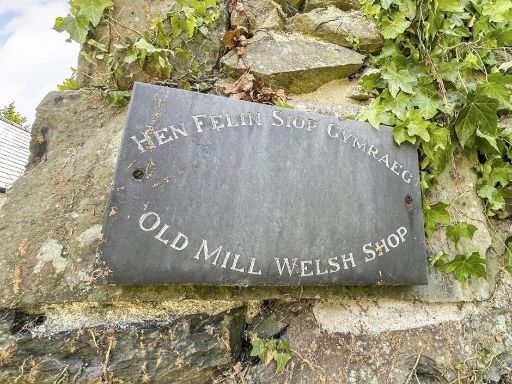 Hen Felin Siop Gymraeg
Old Mill Welsh Shop